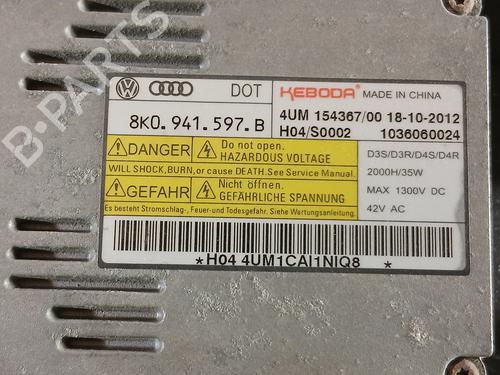 B-PARTS
DOT
KEBODA MADE IN CHINA
8K0.941.597.B
4UM 154367/00 18-10-2012
H04/S0002 1036060024
DANGER Do not open.
HAZARDOUS VOLTAGE
WILL SHOCK,BURN,or cause DEATH.See Service Manual.
GEFAHR Nicht öffnen.
GEFÄHRLICHE SPANNUNG
Es besteht Stromschlag-, Feuer-und Todesgefahr. Siehe Wartungsanleitung.
D3S/D3R/D4S/D4R
2000H/35W
MAX 1300V DC
42V AC
*H04 4UM1CAI1NIQ8 *